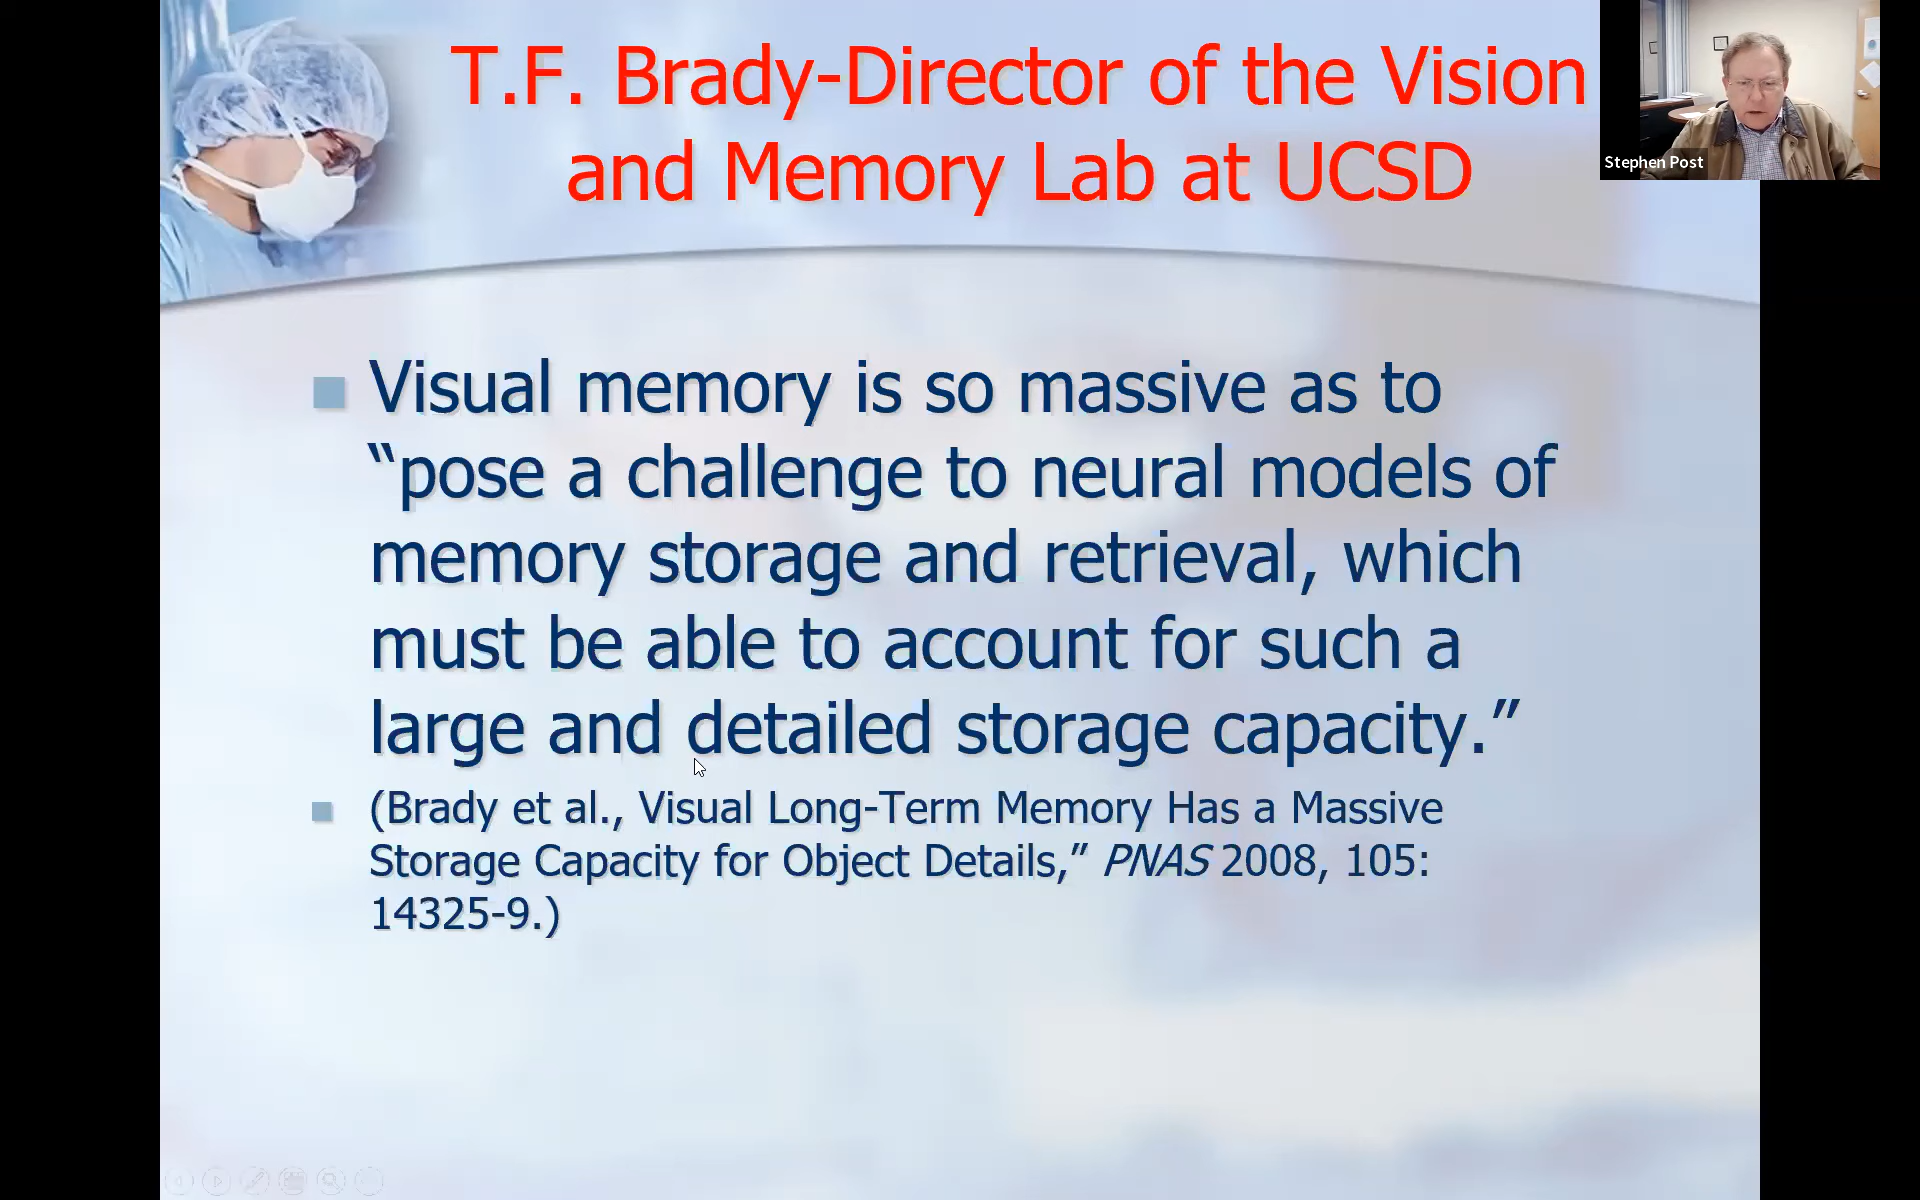 T.F. Brady-Director of the Vision
and Memory Lab at UCSD
Stephen Post
Visual memory is so massive as to
“pose a challenge to neural models of
memory storage and retrieval, which
must be able to account for such a
large and detailed storage capacity.”
(Brady et al., Visual Long-Term Memory Has a Massive
Storage Capacity for Object Details,” PNAS 2008, 105:
14325-9.)